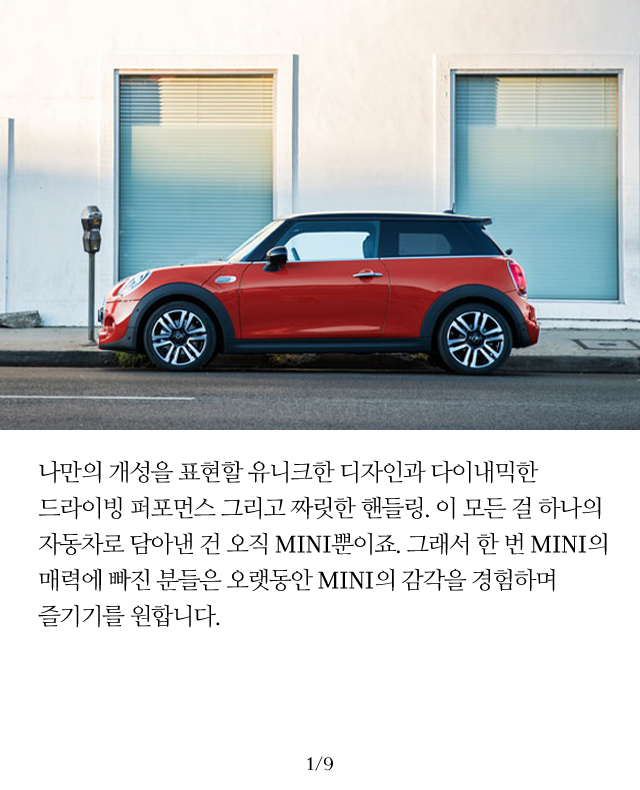 나만의 개성을 표현할 유니크한 디자인과 다이내믹한
드라이빙 퍼포먼스 그리고 짜릿한 핸들링. 이 모든 걸 하나의
자동차로 담아낸 건 오직 MINI뿐이죠. 그래서 한 번 MINI의
매력에 빠진 분들은 오랫동안 MINI의 감각을 경험하며
즐기기를 원합니다.
1/9